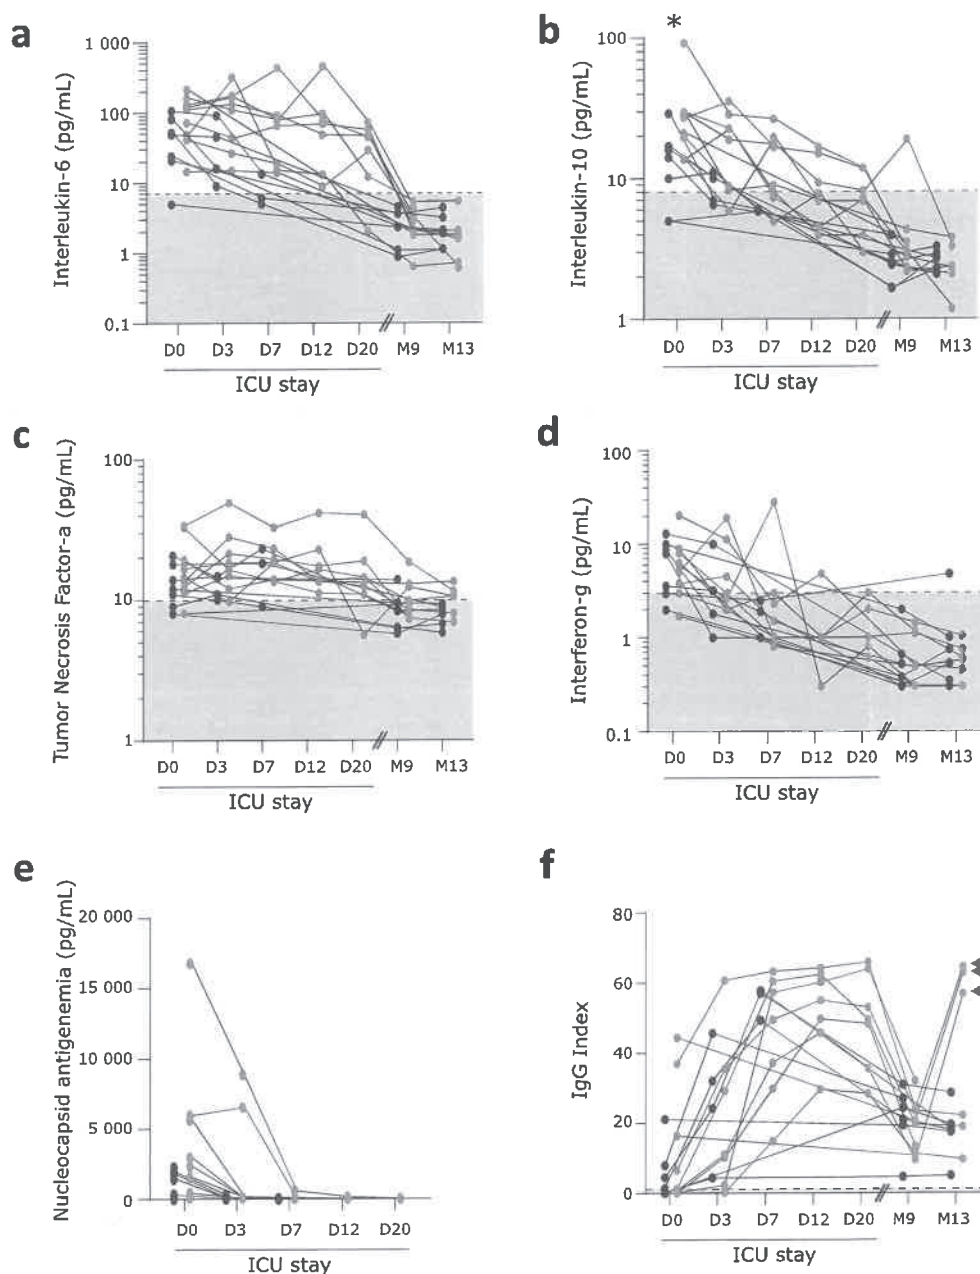 a
Interleukin-6 (pg/mL)
1 000
100
10
1
0.1
D0 D3 D7 D12 D20 M9 M13
ICU stay
b
*
Interleukin-10 (pg/mL)
100
10
1
D0 D3 D7 D12 D20 M9 M13
ICU stay
c
Tumor Necrosis Factor-a (pg/mL)
100
10
1
D0 D3 D7 D12 D20 M9 M13
ICU stay
d
Interferon-g (pg/mL)
100
10
1
0.1
D0 D3 D7 D12 D20 M9 M13
ICU stay
e
Nucleocapsid antigenemia (pg/mL)
20 000
15 000
10 000
5 000
0
D0 D3 D7 D12 D20
ICU stay
f
IgG Index
80
60
40
20
0
D0 D3 D7 D12 D20 M9 M13
ICU stay